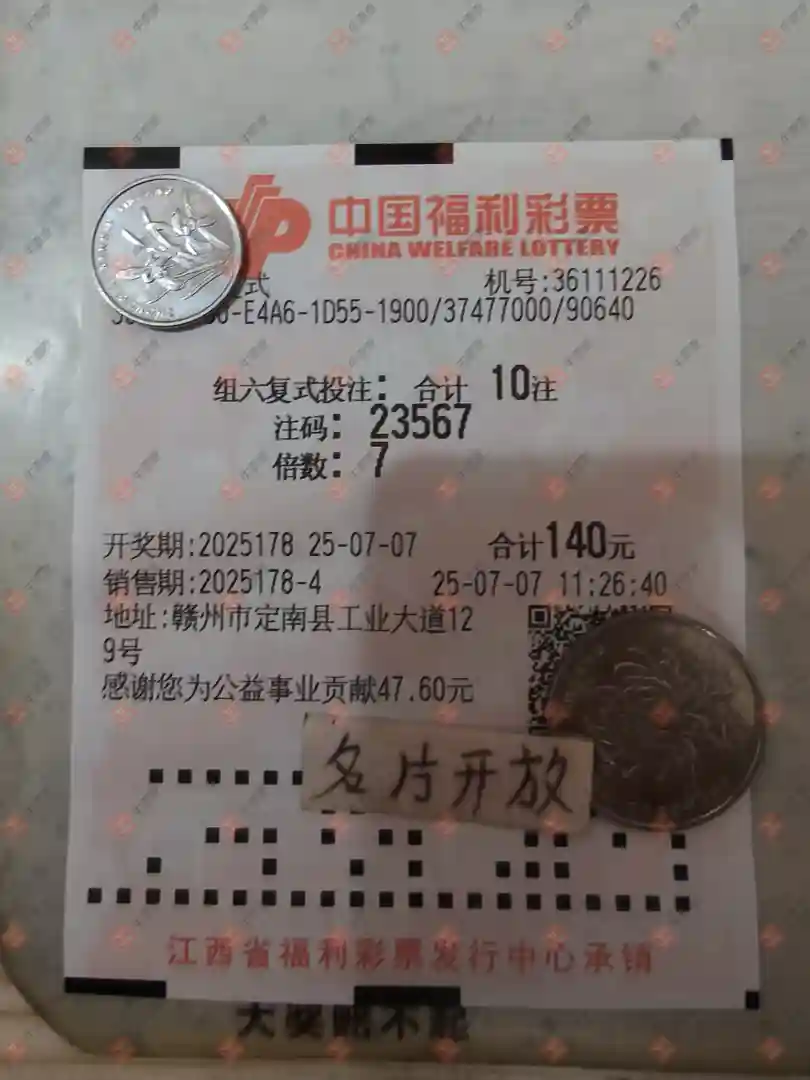 中国福利彩票
CHINA WELFARE LOTTERY
式 机号:36111226
-E4A6-1D55-1900/37477000/90640
组六复式投注: 合计 10注
注码: 23567
倍数: 7
开奖期:2025178 25-07-07 合计140元
销售期:2025178-4 25-07-07 11:26:40
地址:赣州市定南县工业大道12
9号
感谢您为公益事业贡献47.60元
名片开放
江西省福利彩票发行中心承销